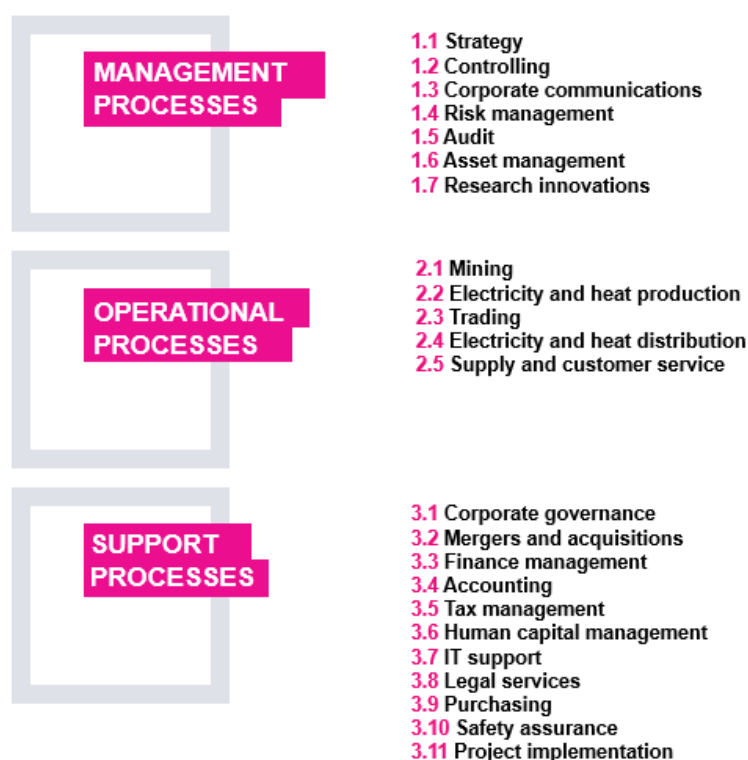 MANAGEMENT
PROCESSES
1.1 Strategy
1.2 Controlling
1.3 Corporate communications
1.4 Risk management
1.5 Audit
1.6 Asset management
1.7 Research innovations
OPERATIONAL
PROCESSES
2.1 Mining
2.2 Electricity and heat production
2.3 Trading
2.4 Electricity and heat distribution
2.5 Supply and customer service
SUPPORT
PROCESSES
3.1 Corporate governance
3.2 Mergers and acquisitions
3.3 Finance management
3.4 Accounting
3.5 Tax management
3.6 Human capital management
3.7 IT support
3.8 Legal services
3.9 Purchasing
3.10 Safety assurance
3.11 Project implementation